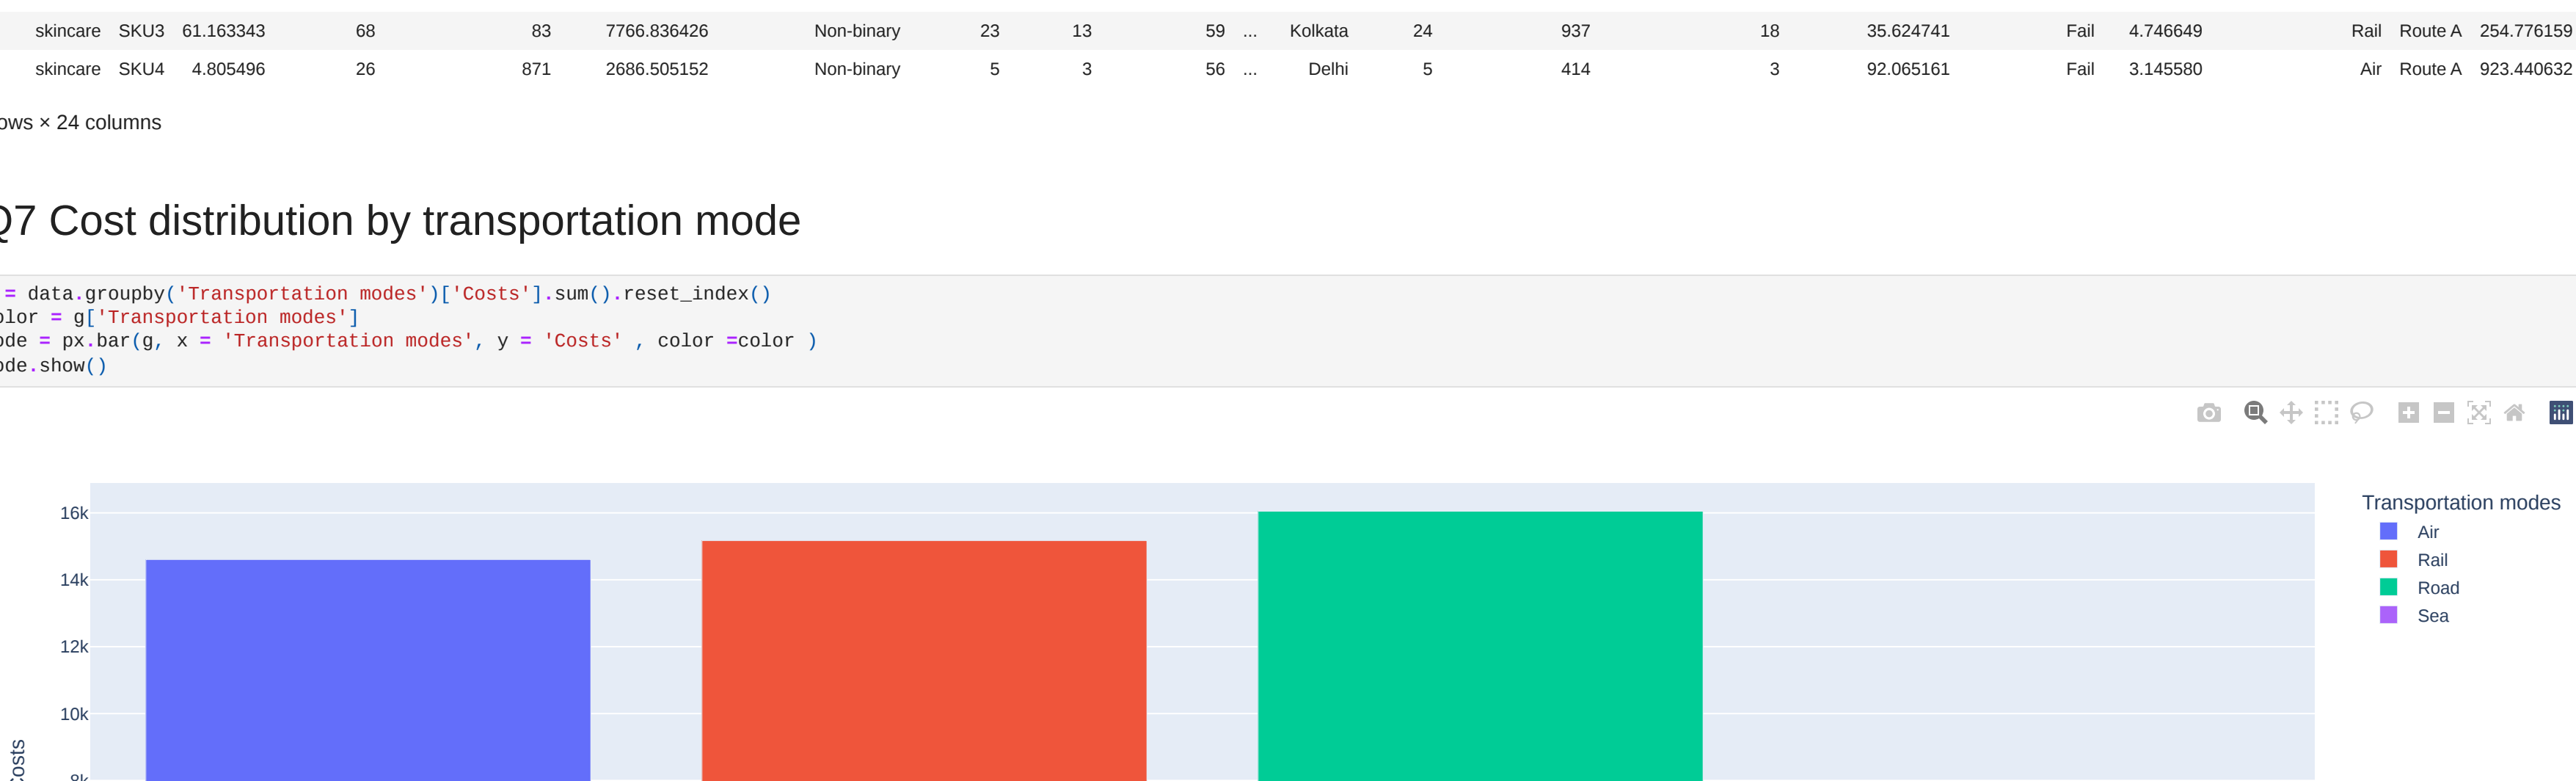 skincare SKU3 61.163343 68 83 7766.836426 Non-binary 23 13 59 ... Kolkata 24 937 18 35.624741 Fail 4.746649 Rail Route A 254.776159
skincare SKU4 4.805496 26 871 2686.505152 Non-binary 5 3 56 ... Delhi 5 414 3 92.065161 Fail 3.145580 Air Route A 923.440632
ows × 24 columns
Q7 Cost distribution by transportation mode
= data.groupby('Transportation modes')['Costs'].sum().reset_index()
olor = g['Transportation modes']
ode = px.bar(g, x = 'Transportation modes', y = 'Costs' , color =color )
ode.show()
16k
14k
12k
10k
8k
Costs
Transportation modes
Air
Rail
Road
Sea